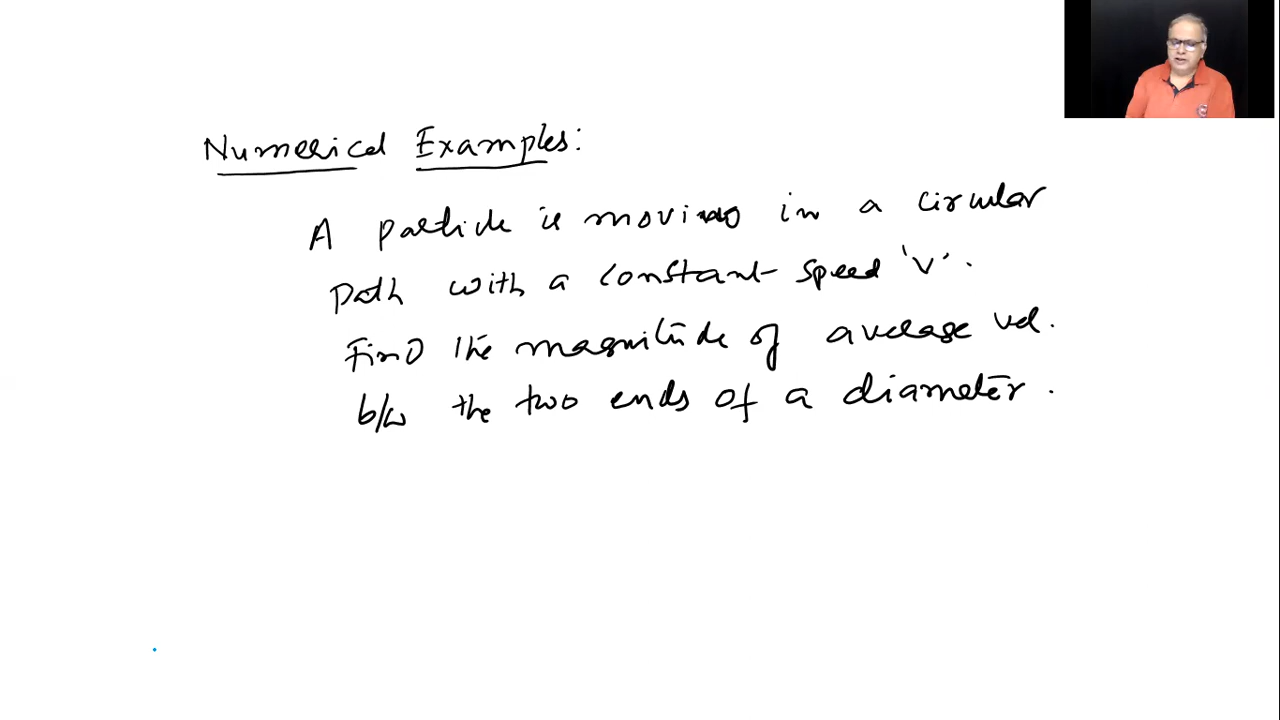 Numerical Examples:
A particle is moving in a circular
path with a constant speed 'v'.
Find the magnitude of average vel.
b/w the two ends of a diameter.